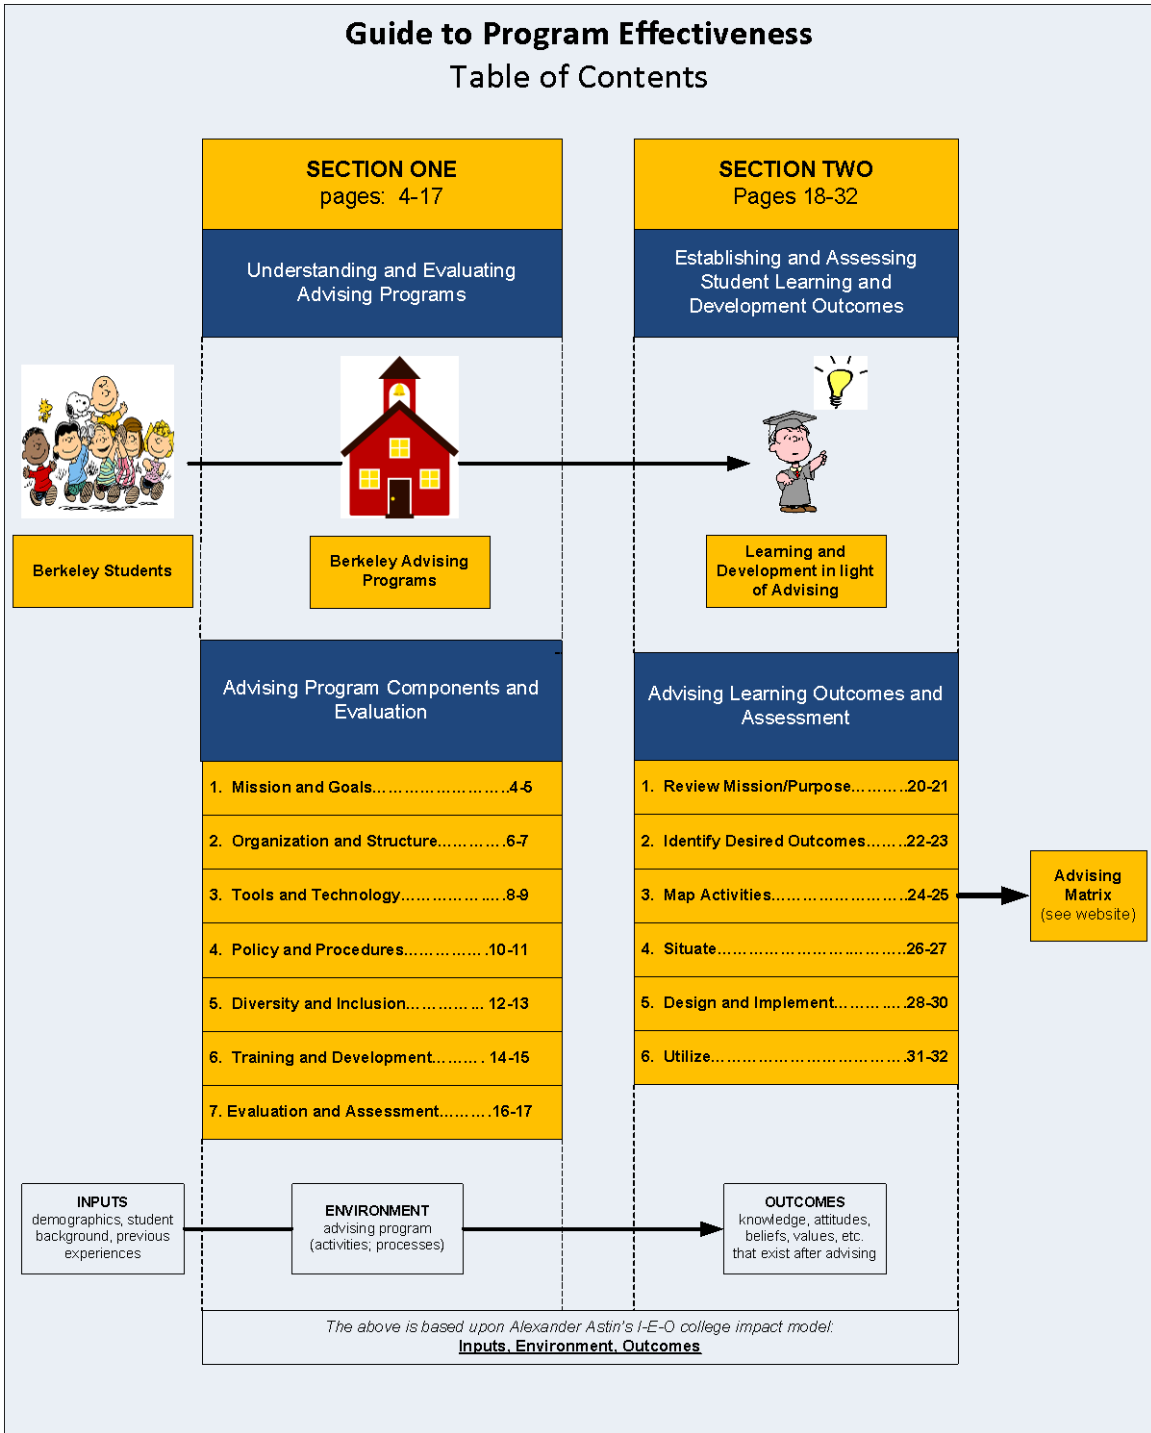 Guide to Program Effectiveness
Table of Contents
SECTION ONE
pages: 4-17
Understanding and Evaluating
Advising Programs
SECTION TWO
Pages 18-32
Establishing and Assessing
Student Learning and
Development Outcomes
Berkeley Students
Berkeley Advising
Programs
Learning and
Development in light
of Advising
Advising Program Components and
Evaluation
1. Mission and Goals……………………..4-5
2. Organization and Structure………….6-7
3. Tools and Technology………………….8-9
4. Policy and Procedures…………….10-11
5. Diversity and Inclusion…………… 12-13
6. Training and Development………. 14-15
7. Evaluation and Assessment……….16-17
Advising Learning Outcomes and
Assessment
1. Review Mission/Purpose………..20-21
2. Identify Desired Outcomes……..22-23
3. Map Activities…………………….24-25
4. Situate………………………………26-27
5. Design and Implement…………..28-30
6. Utilize……………………………….31-32
Advising
Matrix
(see website)
INPUTS
demographics, student
background, previous
experiences
ENVIRONMENT
advising program
(activities; processes)
OUTCOMES
knowledge, attitudes,
beliefs, values, etc.
that exist after advising
The above is based upon Alexander Astin's I-E-O college impact model:
Inputs, Environment, Outcomes